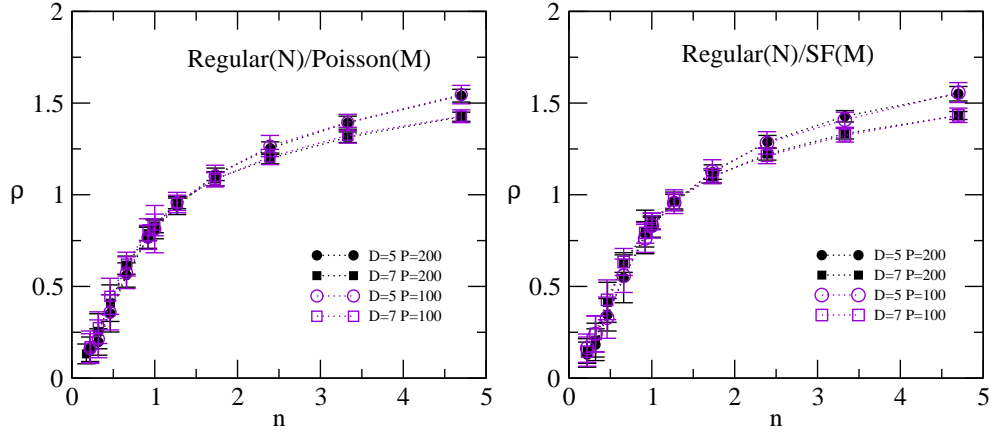 Regular(N)/Poisson(M)
2
1.5
1
0.5
0
ρ
D=5 P=200
D=7 P=200
D=5 P=100
D=7 P=100
0 1 2 3 4 5
n
Regular(N)/SF(M)
2
1.5
1
0.5
0
ρ
D=5 P=200
D=7 P=200
D=5 P=100
D=7 P=100
0 1 2 3 4 5
n